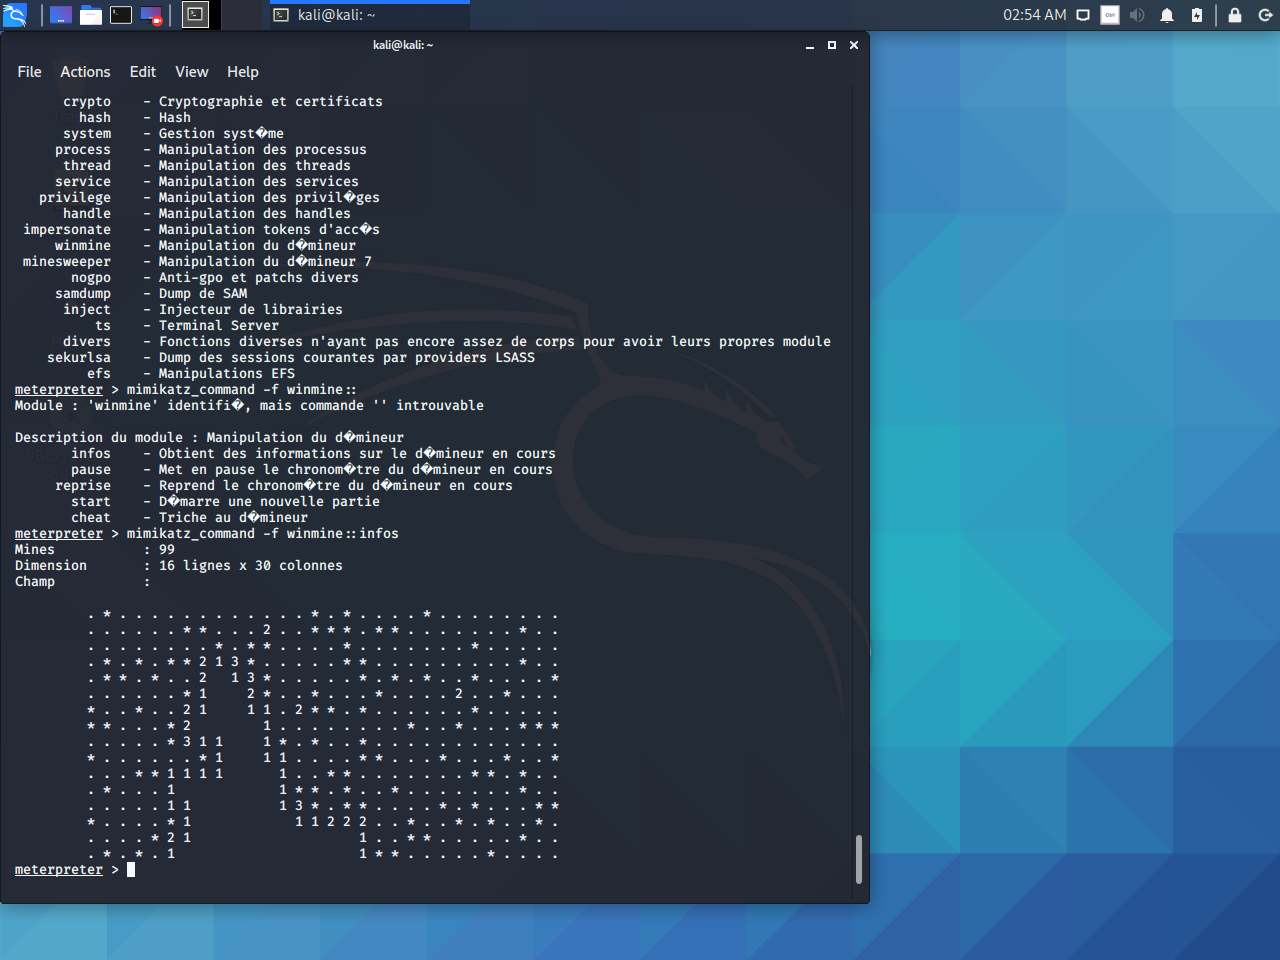 kali@kali: ~
02:54 AM
kali@kali: ~
File Actions Edit View Help
crypto - Cryptographie et certificats
hash - Hash
system - Gestion syst�me
process - Manipulation des processus
thread - Manipulation des threads
service - Manipulation des services
privilege - Manipulation des privil�ges
handle - Manipulation des handles
impersonate - Manipulation tokens d'acc�s
winmine - Manipulation du d�mineur
minesweeper - Manipulation du d�mineur 7
nogpo - Anti-gpo et patchs divers
samdump - Dump de SAM
inject - Injecteur de librairies
ts - Terminal Server
divers - Fonctions diverses n'ayant pas encore assez de corps pour avoir leurs propres module
sekurlsa - Dump des sessions courantes par providers LSASS
efs - Manipulations EFS
meterpreter > mimikatz_command -f winmine::
Module : 'winmine' identifi�, mais commande '' introuvable
Description du module : Manipulation du d�mineur
infos - Obtient des informations sur le d�mineur en cours
pause - Met en pause le chronom�tre du d�mineur en cours
reprise - Reprend le chronom�tre du d�mineur en cours
start - D�marre une nouvelle partie
cheat - Triche au d�mineur
meterpreter > mimikatz_command -f winmine::infos
Mines : 99
Dimension : 16 lignes x 30 colonnes
Champ :
. * . . . . . . . . . . . . * . * . . . . * . . . . . . . .
. . . . . . * * . . . 2 . . * * * . * * . . . . . . . * . .
. . . . . . . . * . * * . . . . * . . . . . . . * . . . . .
. * . * . * * 2 1 3 * . . . . . * * . . . . . . . . . * . .
. * * . * . . 2   1 3 * . . . . . * . * . * . . * . . . . *
. . . . . . * 1     2 * . . * . . . * . . . . 2 . . * . . .
* . . * . . 2 1     1 1 . 2 * * . * . . . . . . * . . . . .
* * . . . * 2         1 . . . . . . . . * . . * . . . * * *
. . . . . * 3 1 1     1 * . * . . * . . . . . . . . . . . .
* . . . . . . * 1     1 1 . . . . * * . . . * . . . * . . *
. . . * * 1 1 1 1       1 . . * * . . . . . . . * * . * . .
. * . . . 1             1 * * . * . . * . . . . . . . * . .
. . . . . 1 1           1 3 * . * * . . . . * . * . . . * *
* . . . . * 1             1 1 2 2 2 . . * . . * . * . . * .
. . . . * 2 1                     1 . . * * . . . . . * . .
. * . * . 1                       1 * * . . . . . * . . . .
meterpreter >